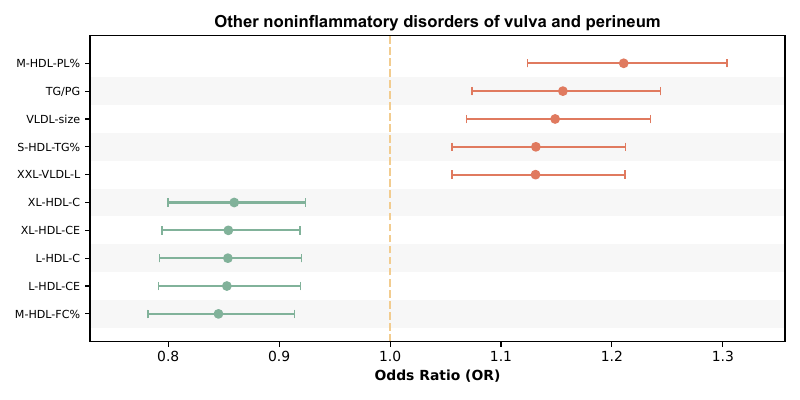 Other noninflammatory disorders of vulva and perineum
M-HDL-PL%
TG/PG
VLDL-size
S-HDL-TG%
XXL-VLDL-L
XL-HDL-C
XL-HDL-CE
L-HDL-C
L-HDL-CE
M-HDL-FC%
0.8 0.9 1.0 1.1 1.2 1.3
Odds Ratio (OR)